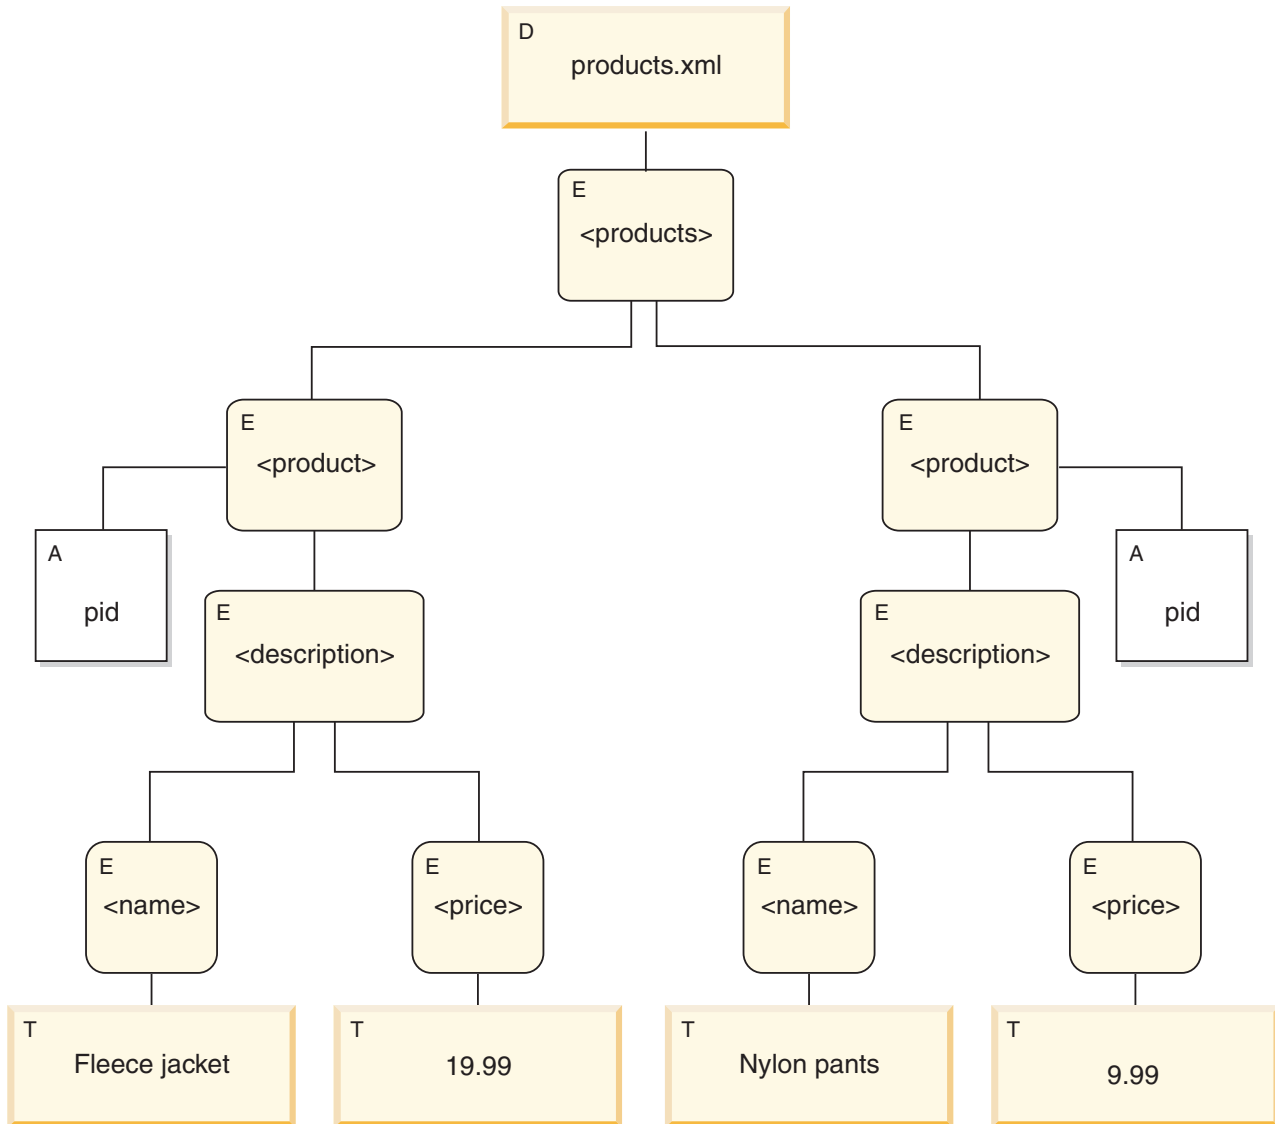 D
products.xml
E
<products>
E
<product>
E
<product>
A
pid
A
pid
E
<description>
E
<description>
E
<name>
E
<price>
E
<name>
E
<price>
T
Fleece jacket
T
19.99
T
Nylon pants
T
9.99